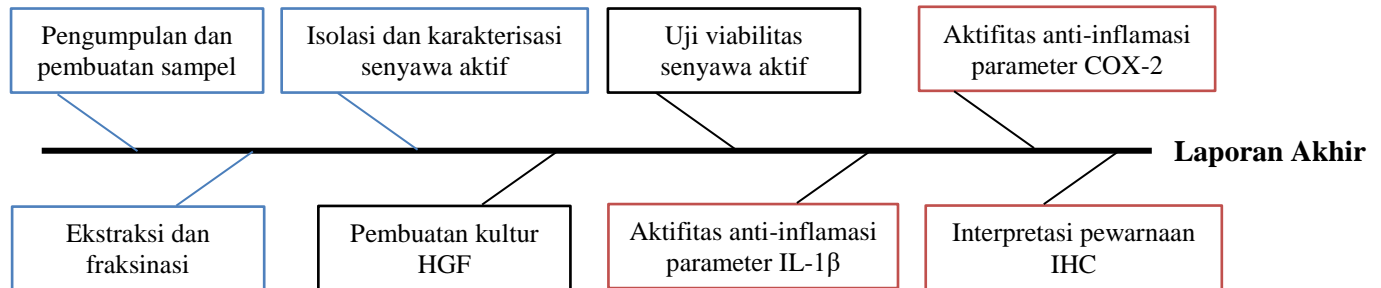 Pengumpulan dan
pembuatan sampel
Isolasi dan karakterisasi
senyawa aktif
Uji viabilitas
senyawa aktif
Aktifitas anti-inflamasi
parameter COX-2
Laporan Akhir
Ekstraksi dan
fraksinasi
Pembuatan kultur
HGF
Aktifitas anti-inflamasi
parameter IL-1β
Interpretasi pewarnaan
IHC